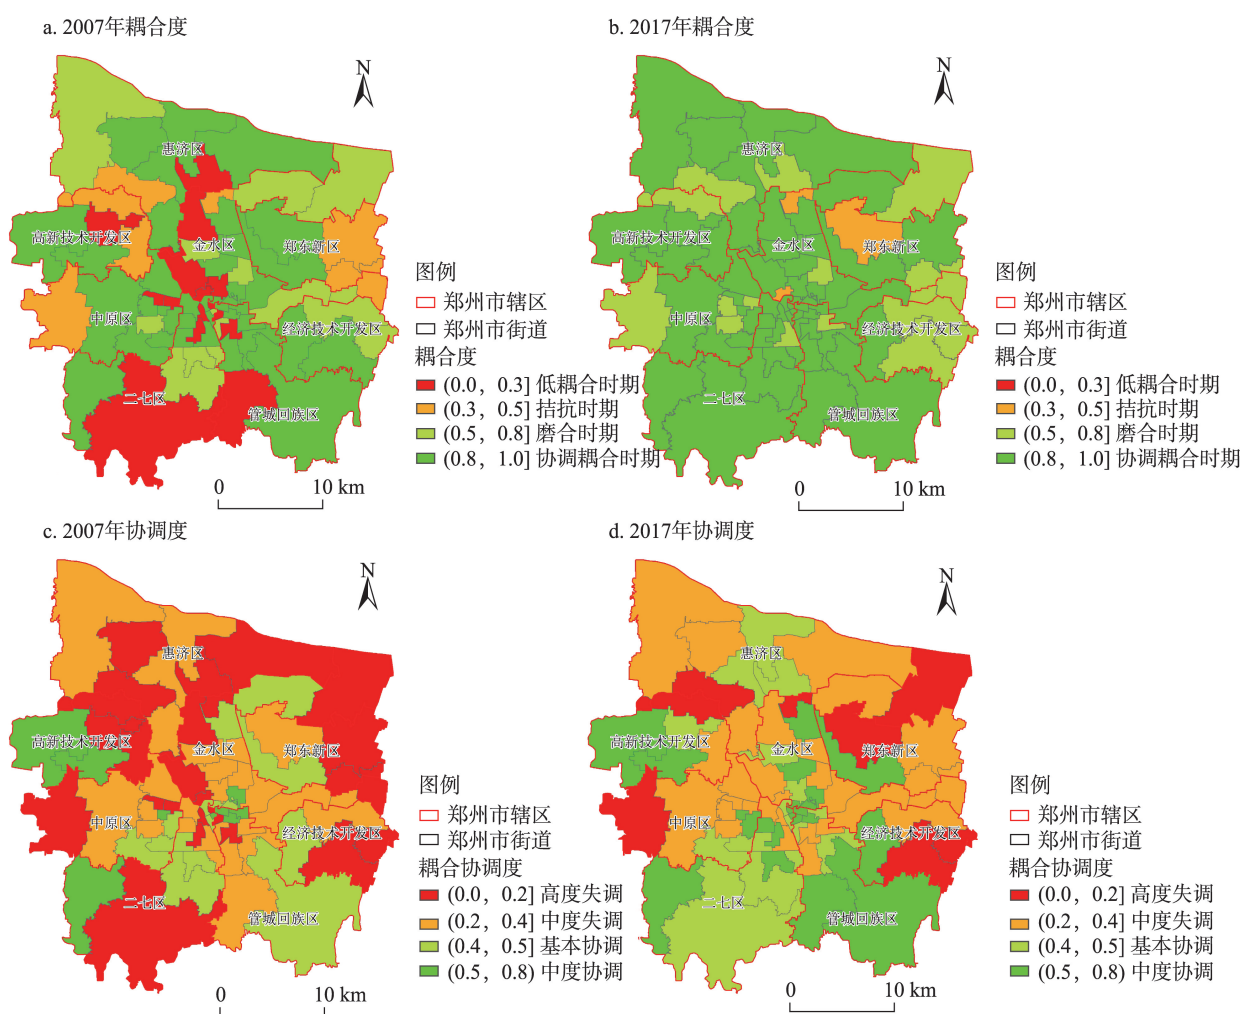 a. 2007年耦合度
N
惠济区
高新技术开发区
金水区
郑东新区
中原区
经济技术开发区
二七区
管城回族区
图例
郑州市辖区
郑州市街道
耦合度
(0.0，0.3] 低耦合时期
(0.3，0.5] 拮抗时期
(0.5，0.8] 磨合时期
(0.8，1.0] 协调耦合时期
0 10 km
b. 2017年耦合度
N
惠济区
高新技术开发区
金水区
郑东新区
中原区
经济技术开发区
二七区
管城回族区
图例
郑州市辖区
郑州市街道
耦合度
(0.0，0.3] 低耦合时期
(0.3，0.5] 拮抗时期
(0.5，0.8] 磨合时期
(0.8，1.0] 协调耦合时期
0 10 km
c. 2007年协调度
N
惠济区
高新技术开发区
金水区
郑东新区
中原区
经济技术开发区
二七区
管城回族区
图例
郑州市辖区
郑州市街道
耦合协调度
(0.0，0.2] 高度失调
(0.2，0.4] 中度失调
(0.4，0.5] 基本协调
(0.5，0.8) 中度协调
0 10 km
d. 2017年协调度
N
惠济区
高新技术开发区
金水区
郑东新区
中原区
经济技术开发区
二七区
管城回族区
图例
郑州市辖区
郑州市街道
耦合协调度
(0.0，0.2] 高度失调
(0.2，0.4] 中度失调
(0.4，0.5] 基本协调
(0.5，0.8) 中度协调
0 10 km